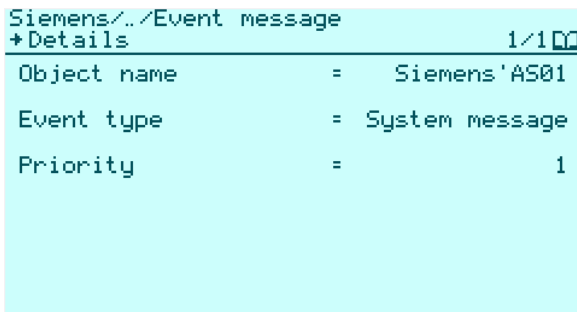 Siemens/../Event message
→Details 1/1
Object name = Siemens'AS01
Event type = System message
Priority = 1